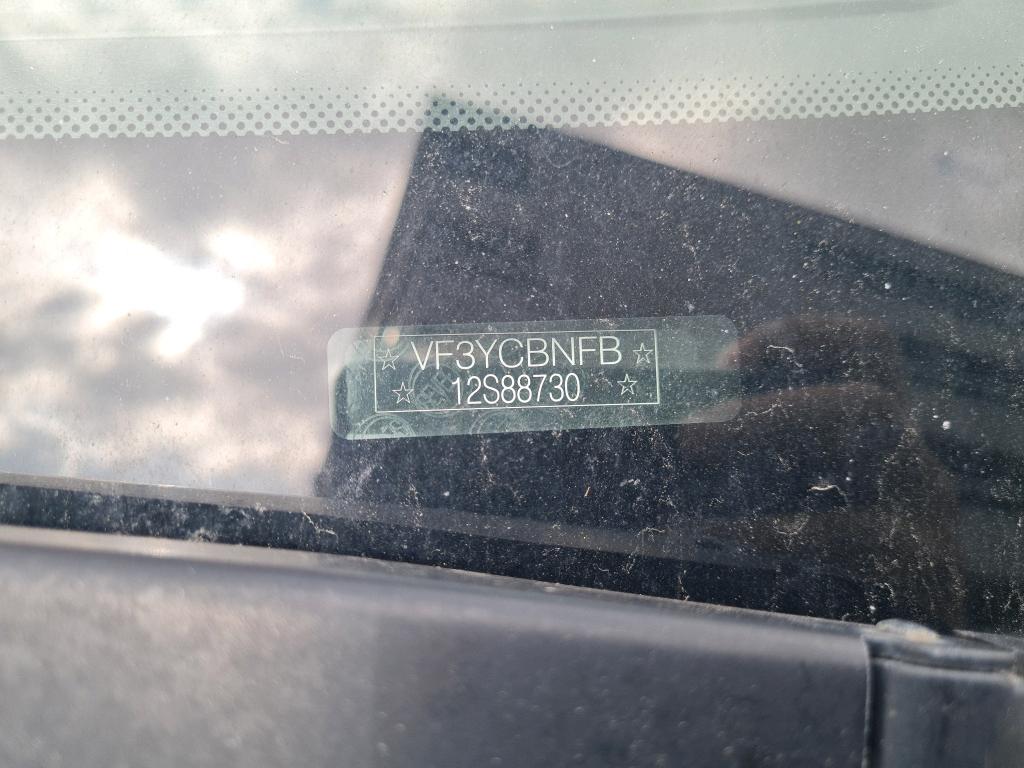 ☆ VF3YCBNFB ☆
☆ 12S88730 ☆